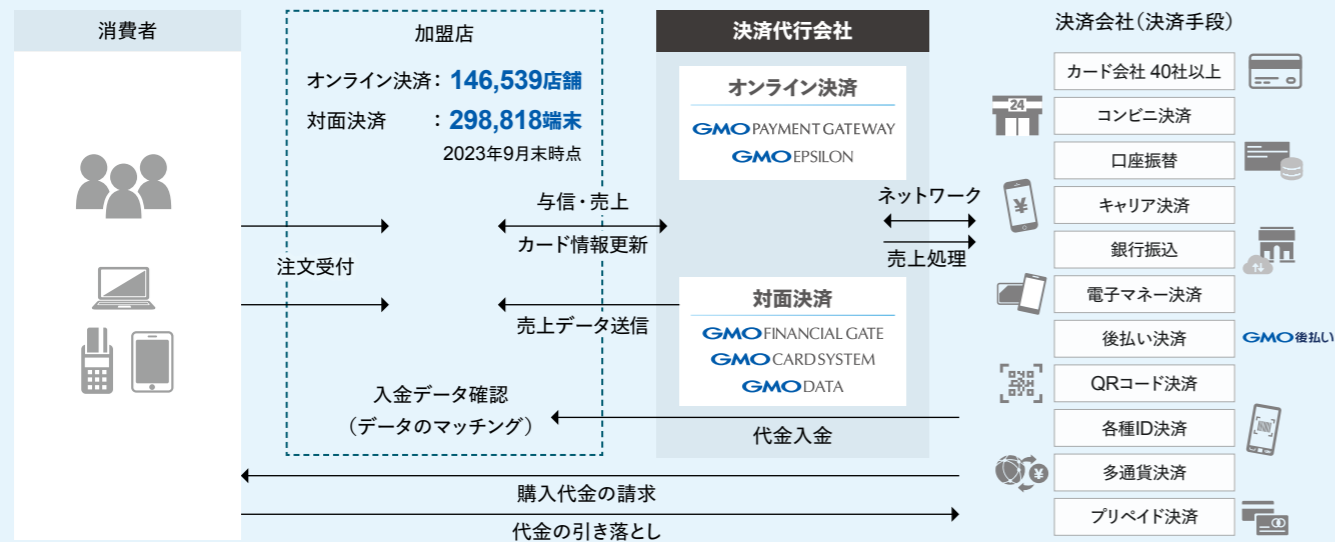 消費者
加盟店
オンライン決済： 146,539店舗
対面決済 ： 298,818端末
2023年9月末時点
注文受付
与信・売上
カード情報更新
売上データ送信
入金データ確認
（データのマッチング）
決済代行会社
オンライン決済
GMO PAYMENT GATEWAY
GMO EPSILON
対面決済
GMO FINANCIAL GATE
GMO CARD SYSTEM
GMO DATA
ネットワーク
売上処理
代金入金
購入代金の請求
代金の引き落とし
決済会社（決済手段）
カード会社 40社以上
24
コンビニ決済
口座振替
¥
キャリア決済
銀行振込
電子マネー決済
後払い決済
GMO後払い
QRコード決済
各種ID決済
¥
多通貨決済
プリペイド決済